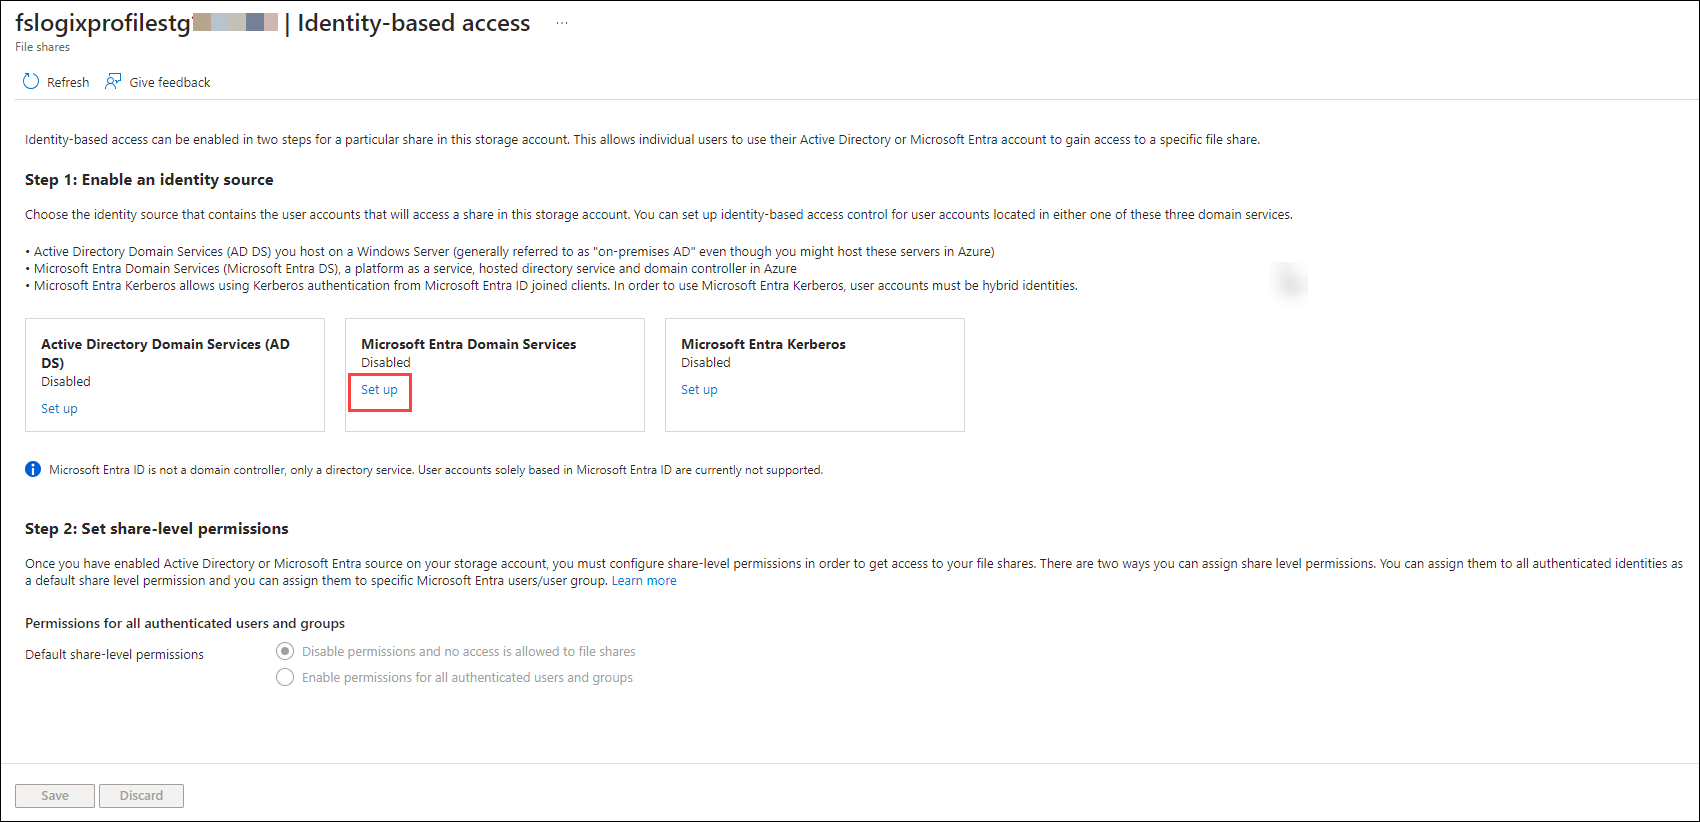 fslogixprofilestg | Identity-based access ...
File shares
Refresh Give feedback
Identity-based access can be enabled in two steps for a particular share in this storage account. This allows individual users to use their Active Directory or Microsoft Entra account to gain access to a specific file share.
Step 1: Enable an identity source
Choose the identity source that contains the user accounts that will access a share in this storage account. You can set up identity-based access control for user accounts located in either one of these three domain services.
• Active Directory Domain Services (AD DS) you host on a Windows Server (generally referred to as "on-premises AD" even though you might host these servers in Azure)
• Microsoft Entra Domain Services (Microsoft Entra DS), a platform as a service, hosted directory service and domain controller in Azure
• Microsoft Entra Kerberos allows using Kerberos authentication from Microsoft Entra ID joined clients. In order to use Microsoft Entra Kerberos, user accounts must be hybrid identities.
Active Directory Domain Services (AD
DS)
Disabled
Set up
Microsoft Entra Domain Services
Disabled
Set up
Microsoft Entra Kerberos
Disabled
Set up
Microsoft Entra ID is not a domain controller, only a directory service. User accounts solely based in Microsoft Entra ID are currently not supported.
Step 2: Set share-level permissions
Once you have enabled Active Directory or Microsoft Entra source on your storage account, you must configure share-level permissions in order to get access to your file shares. There are two ways you can assign share level permissions. You can assign them to all authenticated identities as
a default share level permission and you can assign them to specific Microsoft Entra users/user group. Learn more
Permissions for all authenticated users and groups
Default share-level permissions
Disable permissions and no access is allowed to file shares
Enable permissions for all authenticated users and groups
Save Discard